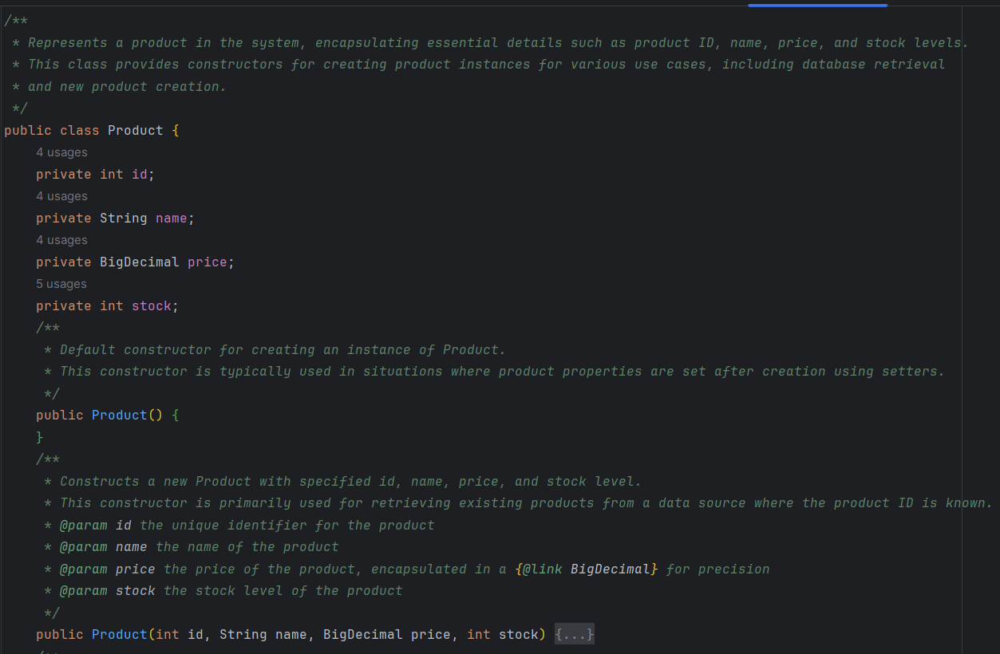 /**
 * Represents a product in the system, encapsulating essential details such as product ID, name, price, and stock levels.
 * This class provides constructors for creating product instances for various use cases, including database retrieval
 * and new product creation.
 */
public class Product {
    4 usages
    private int id;
    4 usages
    private String name;
    4 usages
    private BigDecimal price;
    5 usages
    private int stock;
    /**
     * Default constructor for creating an instance of Product.
     * This constructor is typically used in situations where product properties are set after creation using setters.
     */
    public Product() {
    }
    /**
     * Constructs a new Product with specified id, name, price, and stock level.
     * This constructor is primarily used for retrieving existing products from a data source where the product ID is known.
     * @param id the unique identifier for the product
     * @param name the name of the product
     * @param price the price of the product, encapsulated in a {@link BigDecimal} for precision
     * @param stock the stock level of the product
     */
    public Product(int id, String name, BigDecimal price, int stock) {...}
    /**